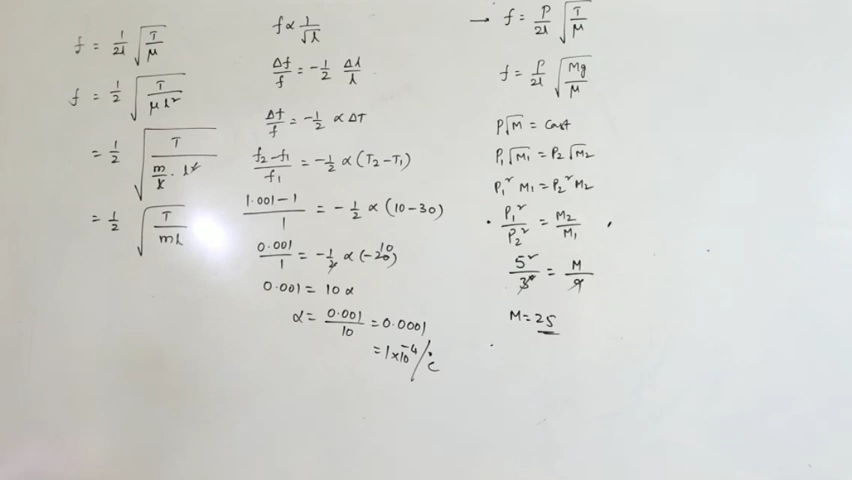 f = 1/2l √(T/μ)
f = 1/2 √(T/μl²)
= 1/2 √(T/(m/l · l²))
= 1/2 √(T/ml)
f ∝ 1/√l
Δf/f = -1/2 Δl/l
Δf/f = -1/2 ∝ ΔT
(f₂-f₁)/f₁ = -1/2 ∝ (T₂-T₁)
(1.001-1)/1 = -1/2 ∝ (10-30)
0.001/1 = -1/2 ∝ (-20) 10
0.001 = 10 ∝
∝ = 0.001/10 = 0.0001
= 1×10⁻⁴/°c
→ f = P/2l √(T/μ)
f = P/2l √(Mg/μ)
P√M = Cost
P₁√M₁ = P₂√M₂
P₁² M₁ = P₂² M₂
P₁²/P₂² = M₂/M₁
5²/3² = M/9
M = 25